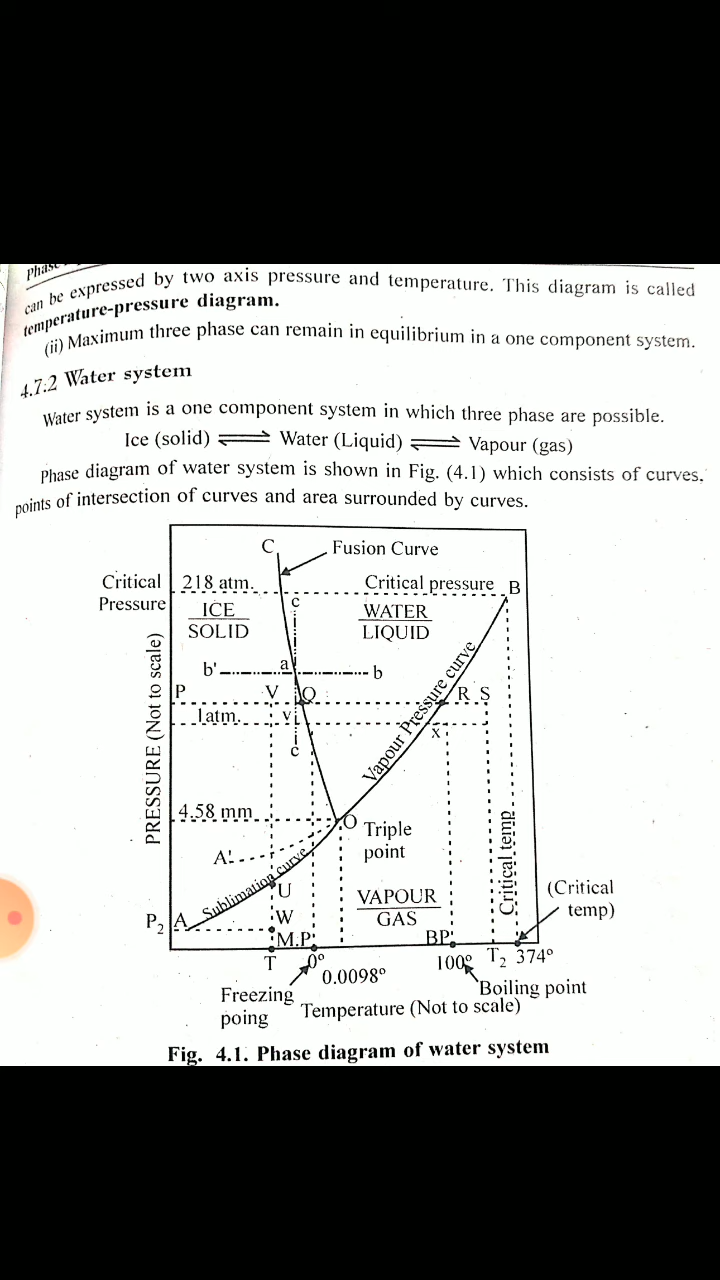 phase
can be expressed by two axis pressure and temperature. This diagram is called
temperature-pressure diagram.
(ii) Maximum three phase can remain in equilibrium in a one component system.
4.7.2 Water system
Water system is a one component system in which three phase are possible.
Ice (solid) ⇌ Water (Liquid) ⇌ Vapour (gas)
Phase diagram of water system is shown in Fig. (4.1) which consists of curves,
points of intersection of curves and area surrounded by curves.
C Fusion Curve
Critical Pressure
218 atm.
Critical pressure B
ICE
SOLID
c
WATER
LIQUID
b' a b
P V Q R S
1atm. v x
c
PRESSURE (Not to scale)
Vapour Pressure curve
4.58 mm
O Triple point
A'
Sublimation curve
U
VAPOUR
GAS
Critical temp
(Critical temp)
P2 A
W
M.P. BP
T 0° 0.0098° 100° T2 374°
Freezing poing
Boiling point
Temperature (Not to scale)
Fig. 4.1. Phase diagram of water system